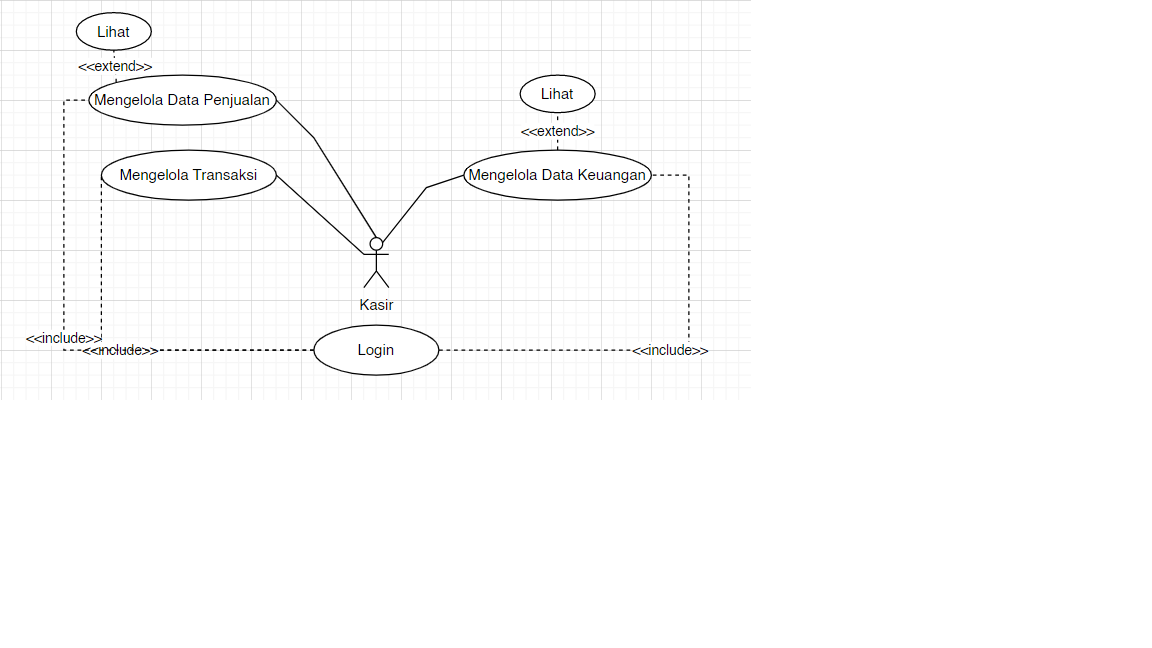 Lihat
<<extend>>
Mengelola Data Penjualan
Lihat
<<extend>>
Mengelola Transaksi
Mengelola Data Keuangan
Kasir
<<include>>
<<include>>
Login
<<include>>